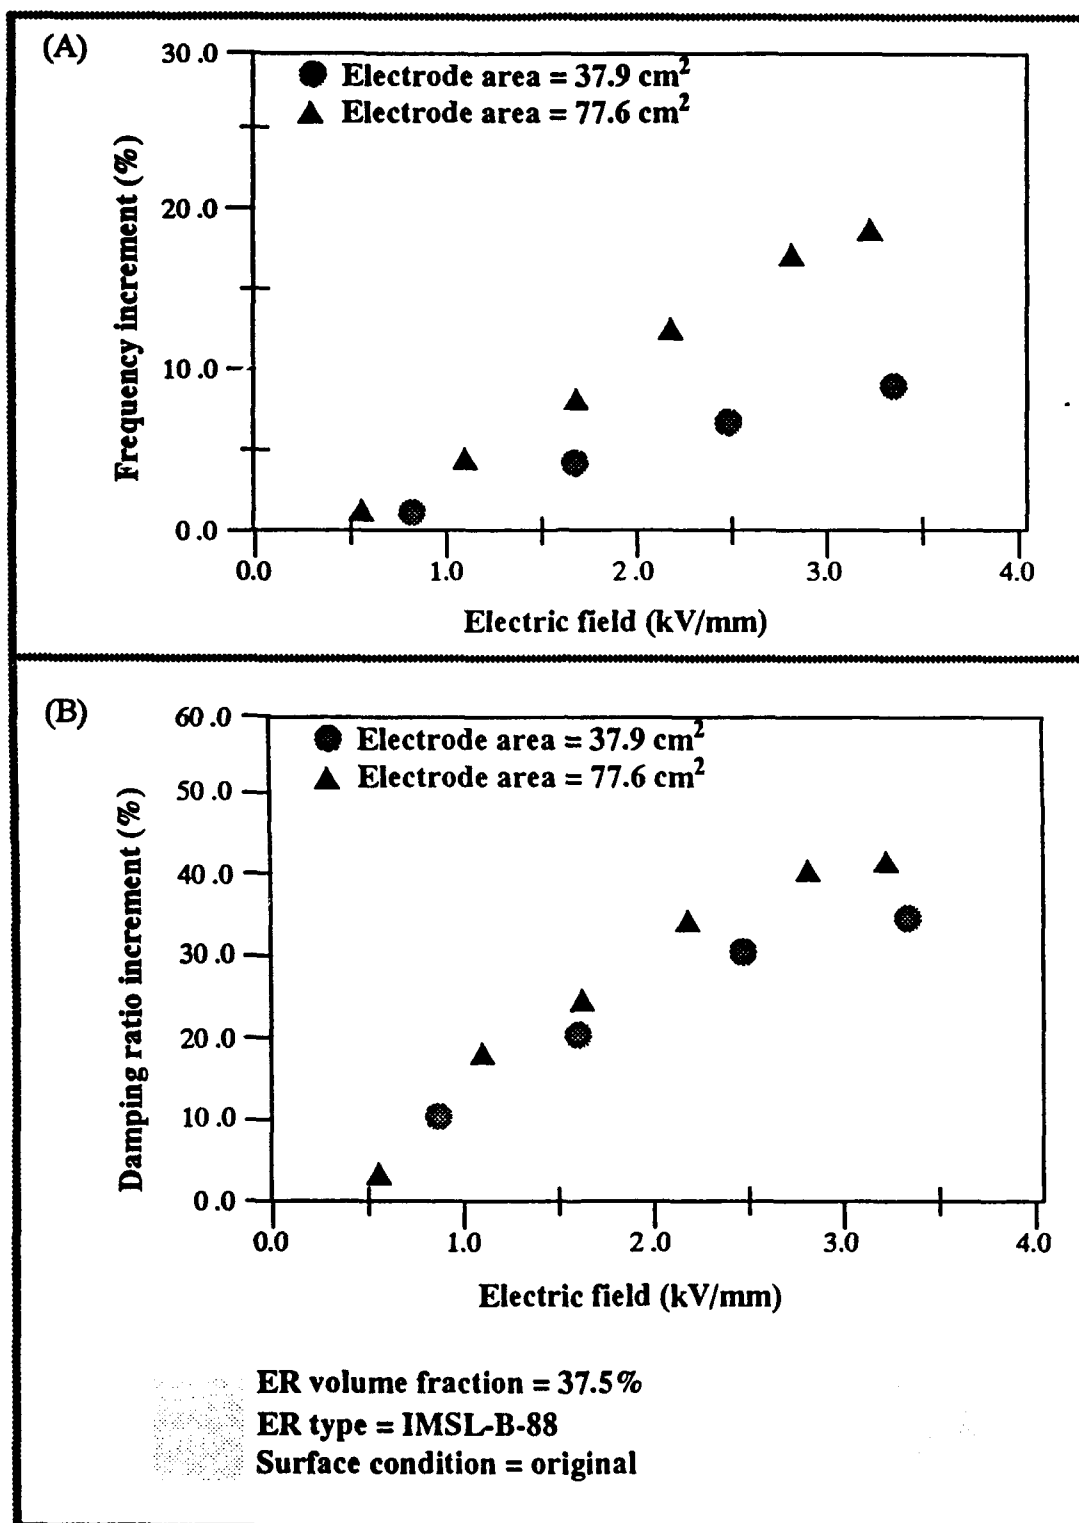 (A)
30.0
Electrode area = 37.9 cm²
Electrode area = 77.6 cm²
20.0
10.0
0.0
Frequency increment (%)
0.0 1.0 2.0 3.0 4.0
Electric field (kV/mm)
(B)
60.0
Electrode area = 37.9 cm²
Electrode area = 77.6 cm²
50.0
40.0
30.0
20.0
10.0
0.0
Damping ratio increment (%)
0.0 1.0 2.0 3.0 4.0
Electric field (kV/mm)
ER volume fraction = 37.5%
ER type = IMSL-B-88
Surface condition = original